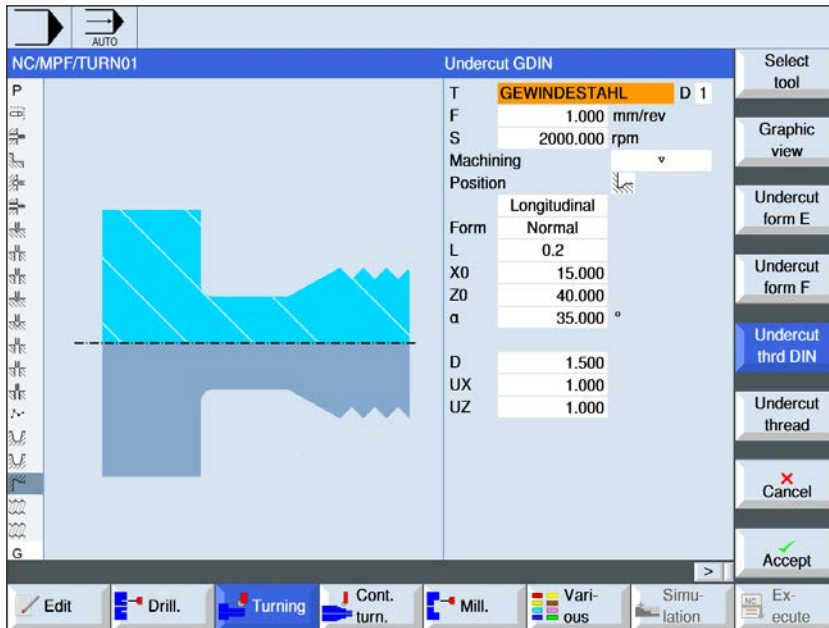 AUTO
NC/MPF/TURN01
Undercut GDIN
P
G
T GEWINDESTAHL D 1
F 1.000 mm/rev
S 2000.000 rpm
Machining ▿
Position
Longitudinal
Form Normal
L 0.2
X0 15.000
Z0 40.000
α 35.000 °
D 1.500
UX 1.000
UZ 1.000
>
Select
tool
Graphic
view
Undercut
form E
Undercut
form F
Undercut
thrd DIN
Undercut
thread
Cancel
Accept
Edit
Drill.
Turning
Cont.
turn.
Mill.
Vari-
ous
Simu-
lation
NC
Ex-
ecute